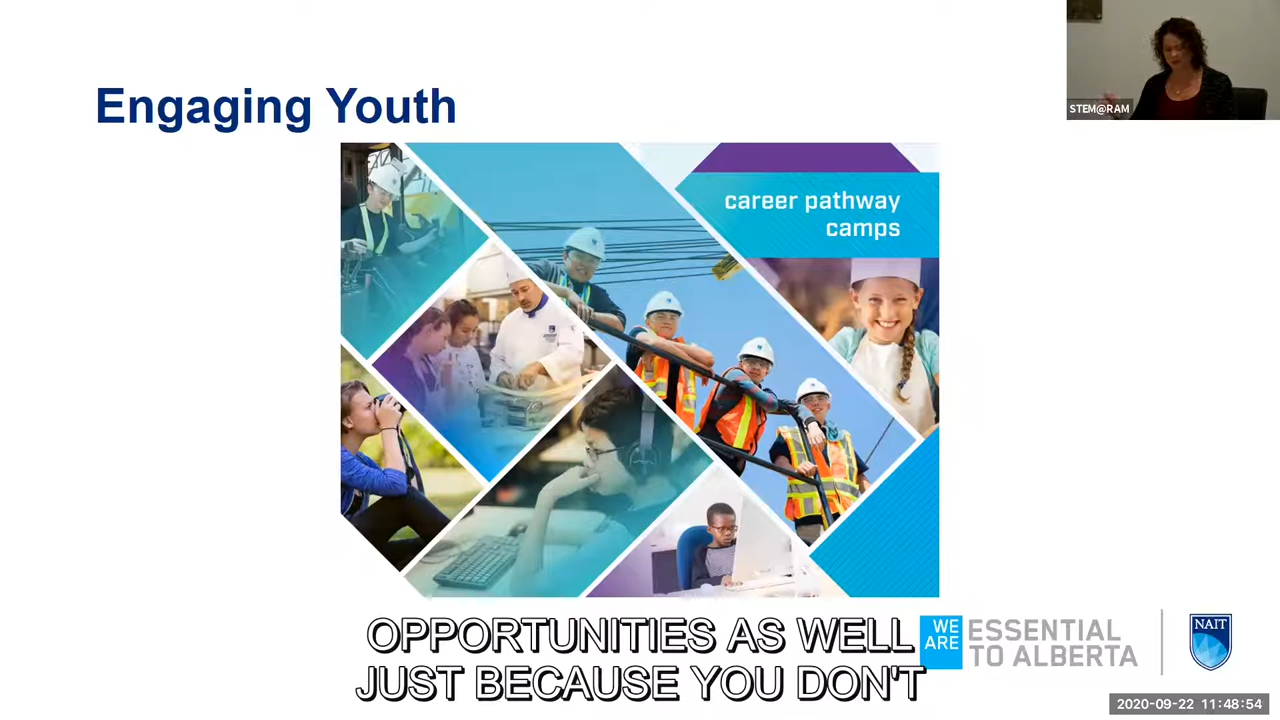 STEM@RAM
Engaging Youth
career pathway
camps
OPPORTUNITIES AS WELL
JUST BECAUSE YOU DON'T
WE
ARE
ESSENTIAL
TO ALBERTA
NAIT
2020-09-22 11:48:54